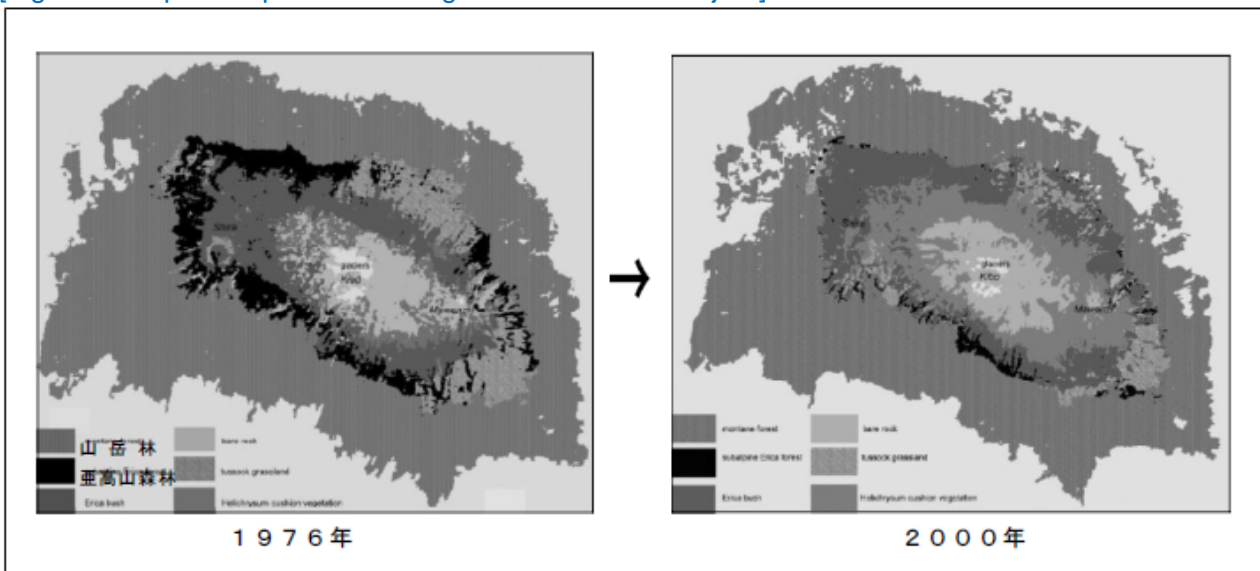 Shira
glaciers
Kibo
Mawenzi
山 岳 林
bare rock
亜高山森林
tussock grassland
Erica bush
Helichrysum cushion vegetation
1976年
→
glaciers
Kibo
Mawenzi
montane forest
bare rock
subalpine Erica forest
tussock grassland
Erica bush
Helichrysum cushion vegetation
2000年